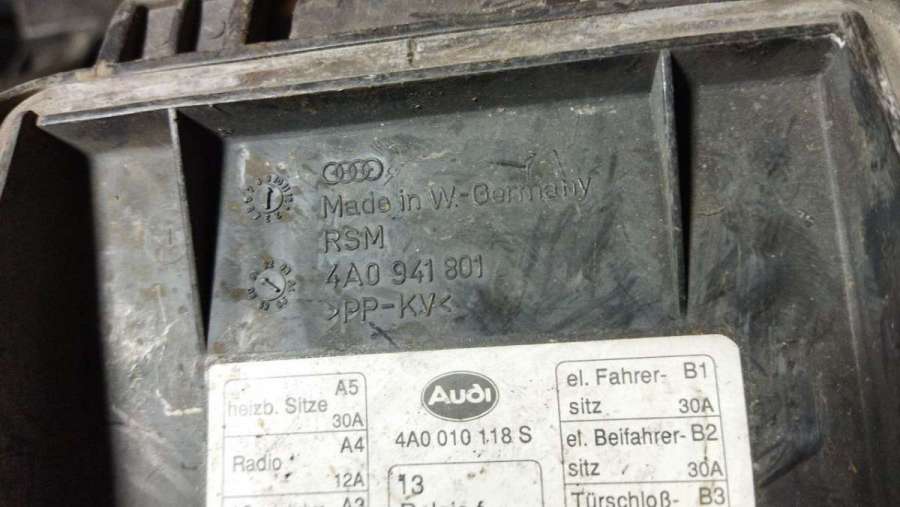 Made in W.-Germany
RSM
4A0 941 801
>PP-KV<
A5
heizb. Sitze
30A
A4
Radio
12A
A3
Audi
4A0 010 118 S
13
el. Fahrer- B1
sitz 30A
el. Beifahrer- B2
sitz 30A
Türschloß- B3